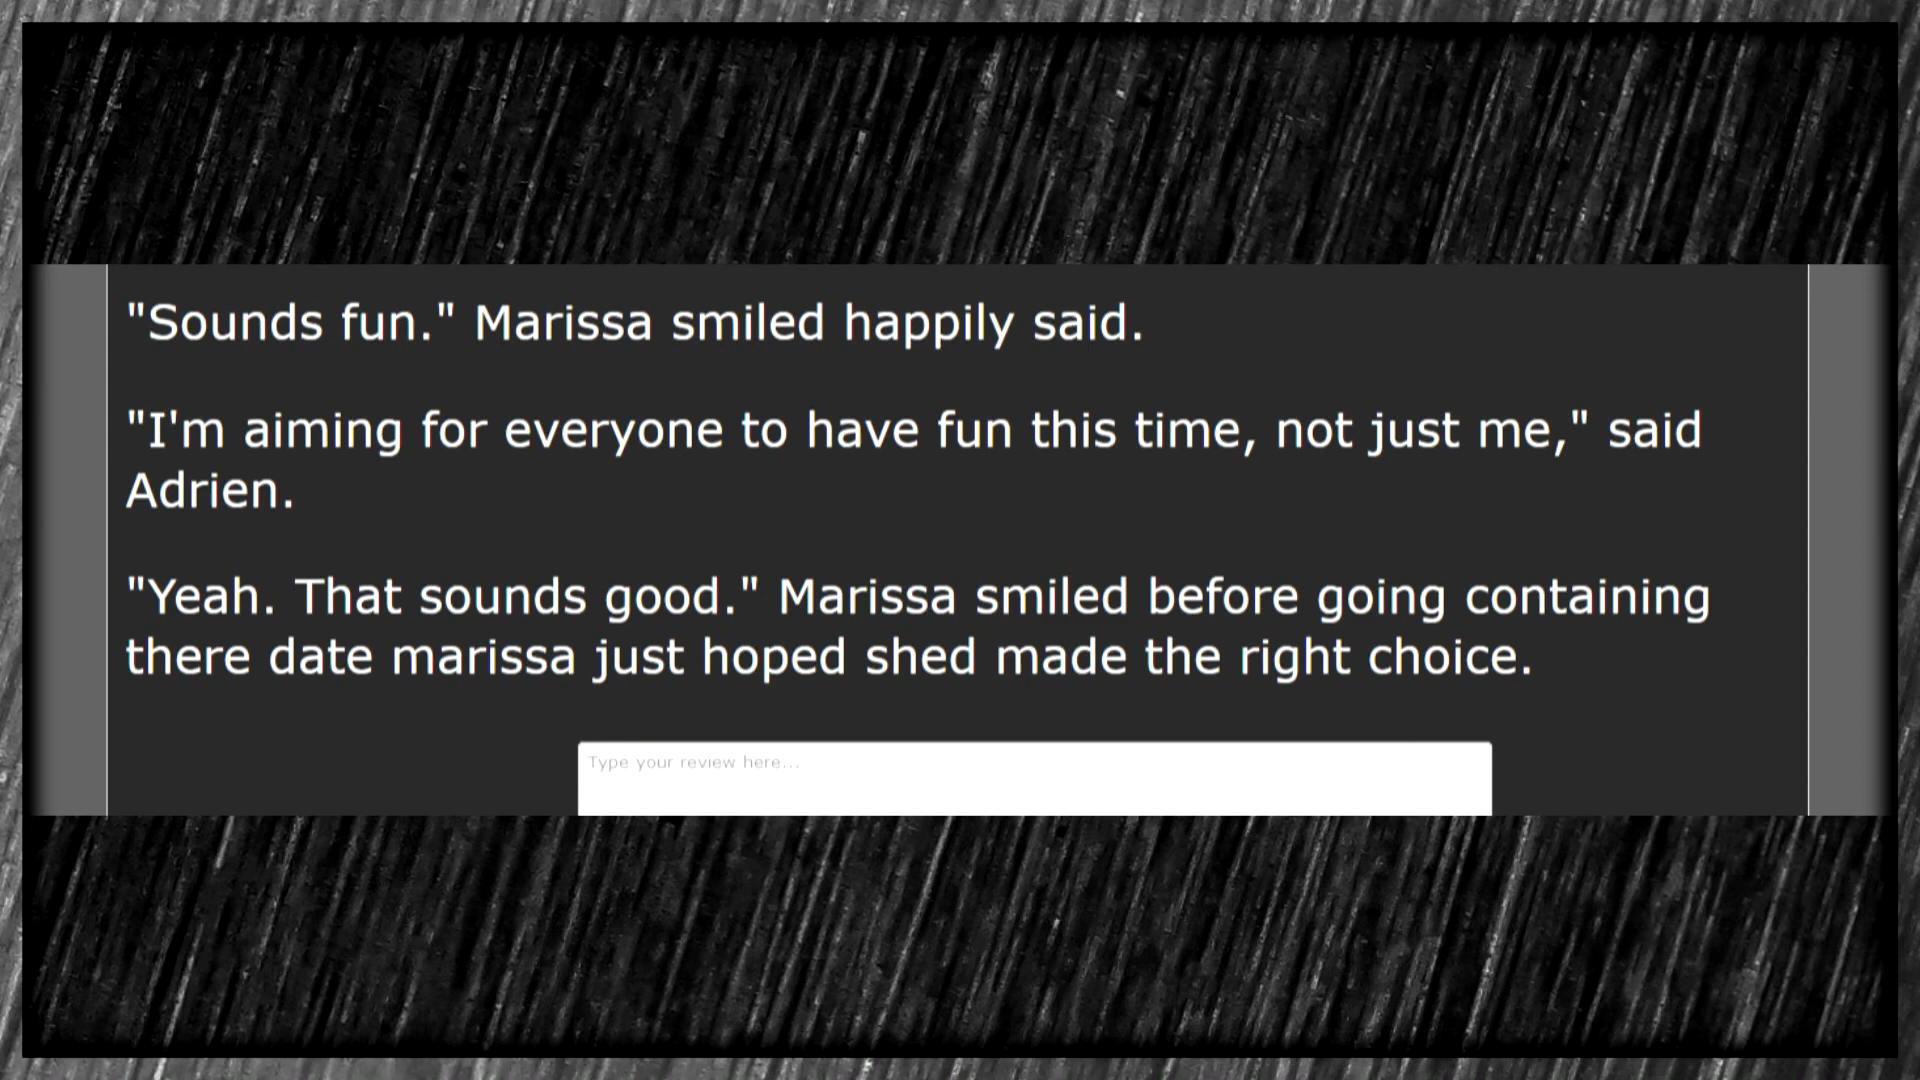 "Sounds fun." Marissa smiled happily said.
"I'm aiming for everyone to have fun this time, not just me," said
Adrien.
"Yeah. That sounds good." Marissa smiled before going containing
there date marissa just hoped shed made the right choice.
Type your review here...